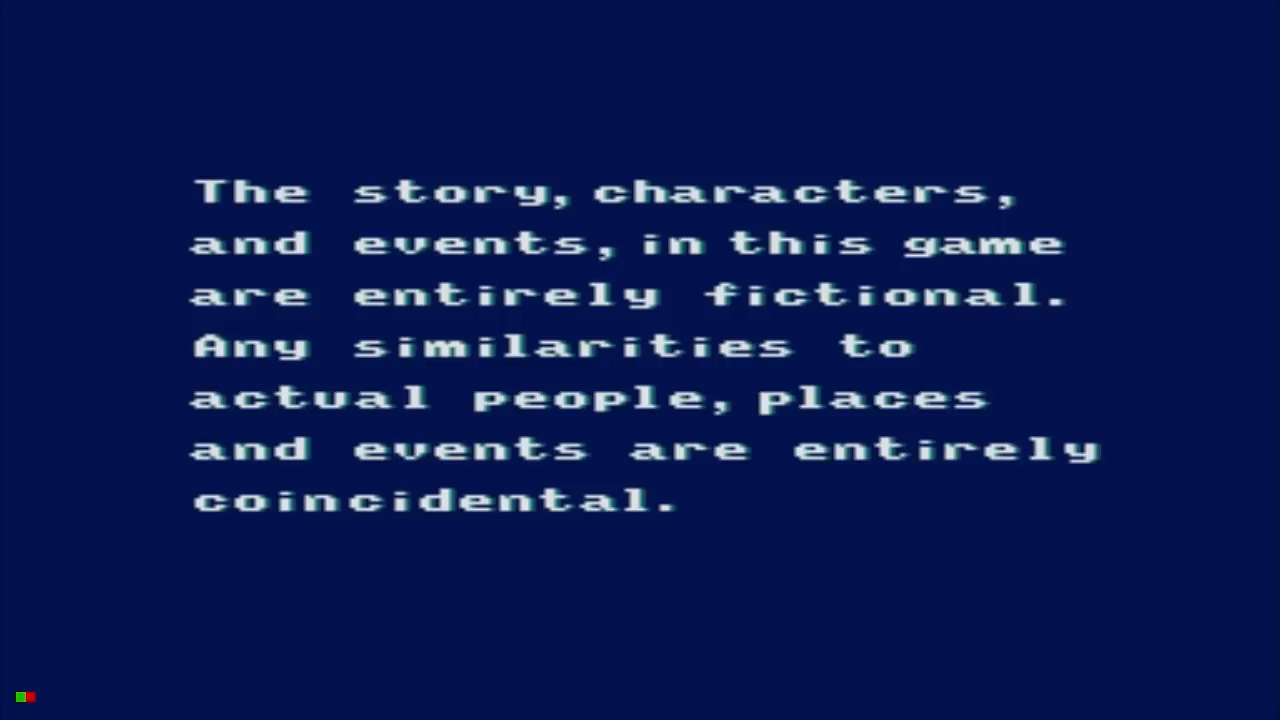 The story, characters,
and events, in this game
are entirely fictional.
Any similarities to
actual people, places
and events are entirely
coincidental.